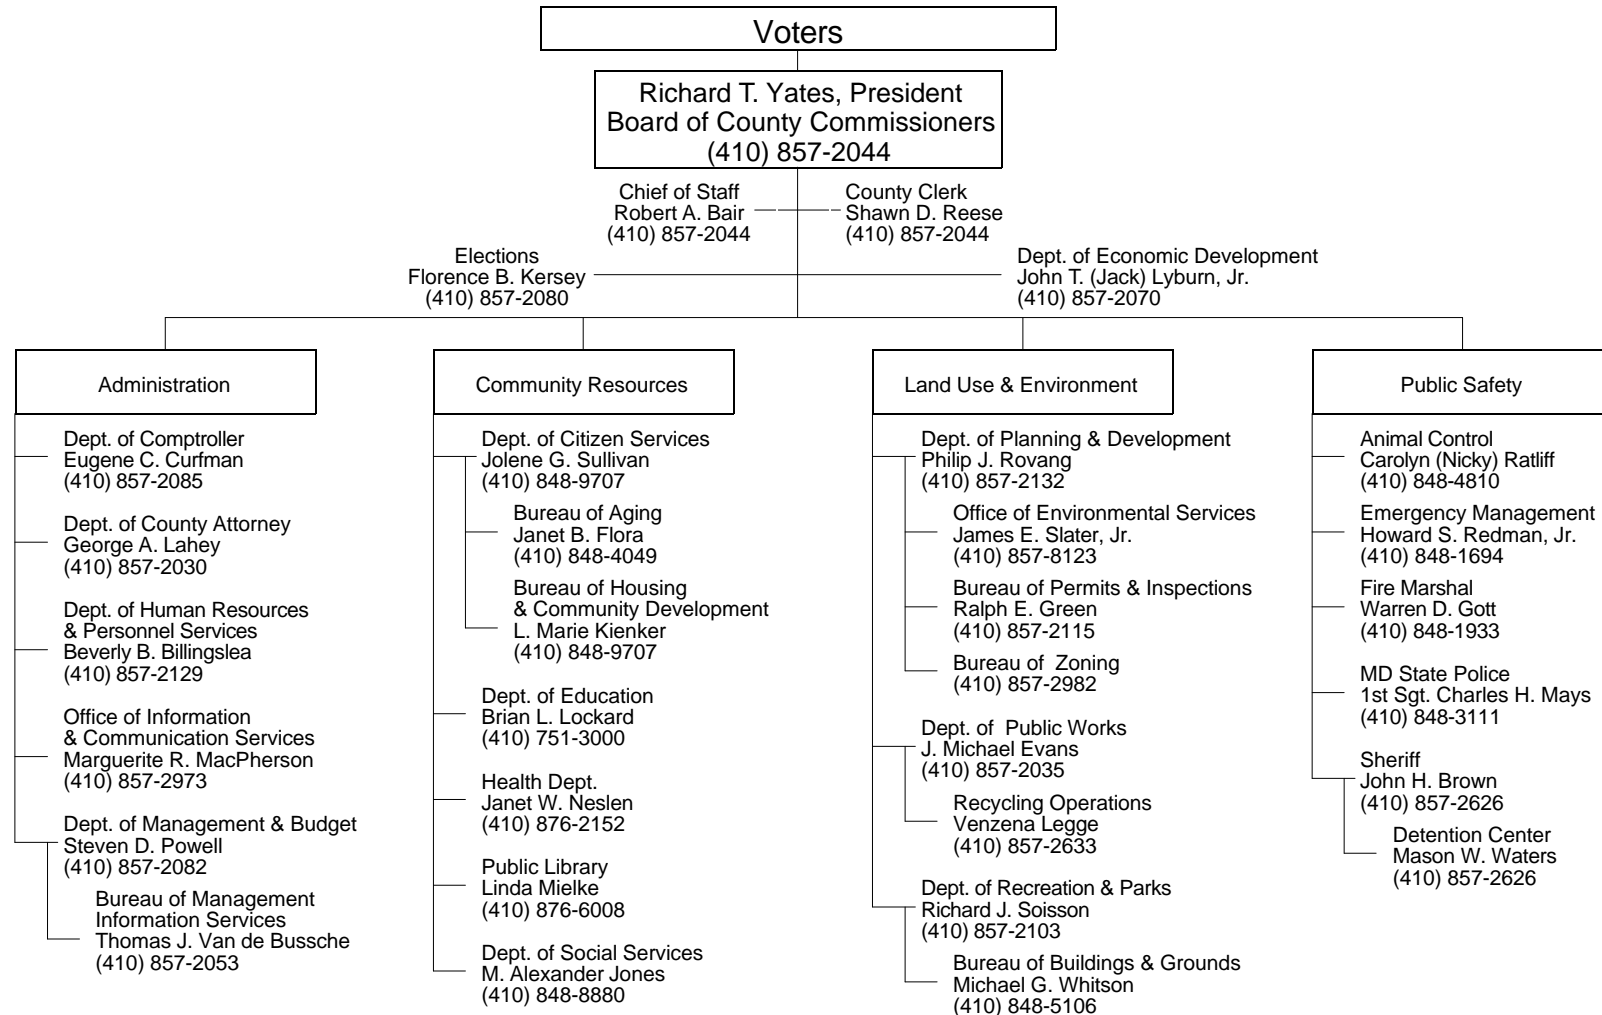 Voters
Richard T. Yates, President
Board of County Commissioners
(410) 857-2044
Chief of Staff
Robert A. Bair
(410) 857-2044
County Clerk
Shawn D. Reese
(410) 857-2044
Elections
Florence B. Kersey
(410) 857-2080
Dept. of Economic Development
John T. (Jack) Lyburn, Jr.
(410) 857-2070
Administration
Dept. of Comptroller
Eugene C. Curfman
(410) 857-2085
Dept. of County Attorney
George A. Lahey
(410) 857-2030
Dept. of Human Resources
& Personnel Services
Beverly B. Billingslea
(410) 857-2129
Office of Information
& Communication Services
Marguerite R. MacPherson
(410) 857-2973
Dept. of Management & Budget
Steven D. Powell
(410) 857-2082
Bureau of Management
Information Services
Thomas J. Van de Bussche
(410) 857-2053
Community Resources
Dept. of Citizen Services
Jolene G. Sullivan
(410) 848-9707
Bureau of Aging
Janet B. Flora
(410) 848-4049
Bureau of Housing
& Community Development
L. Marie Kienker
(410) 848-9707
Dept. of Education
Brian L. Lockard
(410) 751-3000
Health Dept.
Janet W. Neslen
(410) 876-2152
Public Library
Linda Mielke
(410) 876-6008
Dept. of Social Services
M. Alexander Jones
(410) 848-8880
Land Use & Environment
Dept. of Planning & Development
Philip J. Rovang
(410) 857-2132
Office of Environmental Services
James E. Slater, Jr.
(410) 857-8123
Bureau of Permits & Inspections
Ralph E. Green
(410) 857-2115
Bureau of Zoning
(410) 857-2982
Dept. of Public Works
J. Michael Evans
(410) 857-2035
Recycling Operations
Venzena Legge
(410) 857-2633
Dept. of Recreation & Parks
Richard J. Soisson
(410) 857-2103
Bureau of Buildings & Grounds
Michael G. Whitson
(410) 848-5106
Public Safety
Animal Control
Carolyn (Nicky) Ratliff
(410) 848-4810
Emergency Management
Howard S. Redman, Jr.
(410) 848-1694
Fire Marshal
Warren D. Gott
(410) 848-1933
MD State Police
1st Sgt. Charles H. Mays
(410) 848-3111
Sheriff
John H. Brown
(410) 857-2626
Detention Center
Mason W. Waters
(410) 857-2626